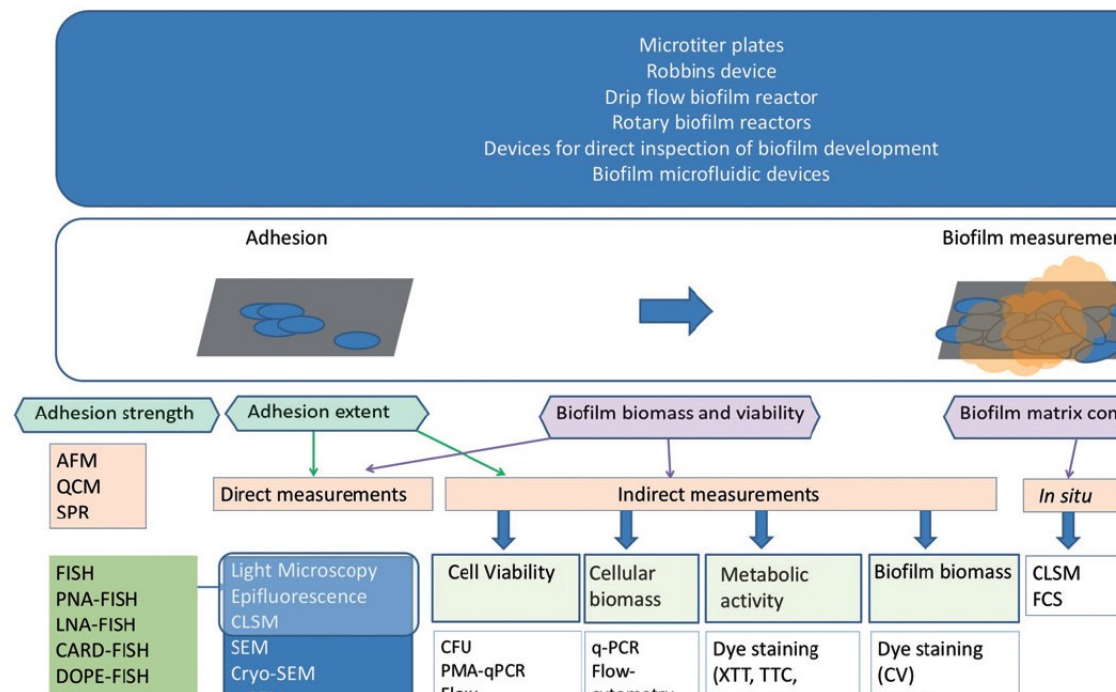 Microtiter plates
Robbins device
Drip flow biofilm reactor
Rotary biofilm reactors
Devices for direct inspection of biofilm development
Biofilm microfluidic devices
Adhesion
Biofilm
Adhesion strength
Adhesion extent
Biofilm biomass and viability
Biofilm matrix
AFM
QCM
SPR
Direct measurements
Indirect measurements
In situ
FISH
PNA-FISH
LNA-FISH
CARD-FISH
DOPE-FISH
Light Microscopy
Epifluorescence
CLSM
SEM
Cryo-SEM
Cell Viability
Cellular
biomass
Metabolic
activity
Biofilm biomass
CLSM
FCS
CFU
PMA-qPCR
q-PCR
Flow-
Dye staining
(XTT, TTC,
Dye staining
(CV)